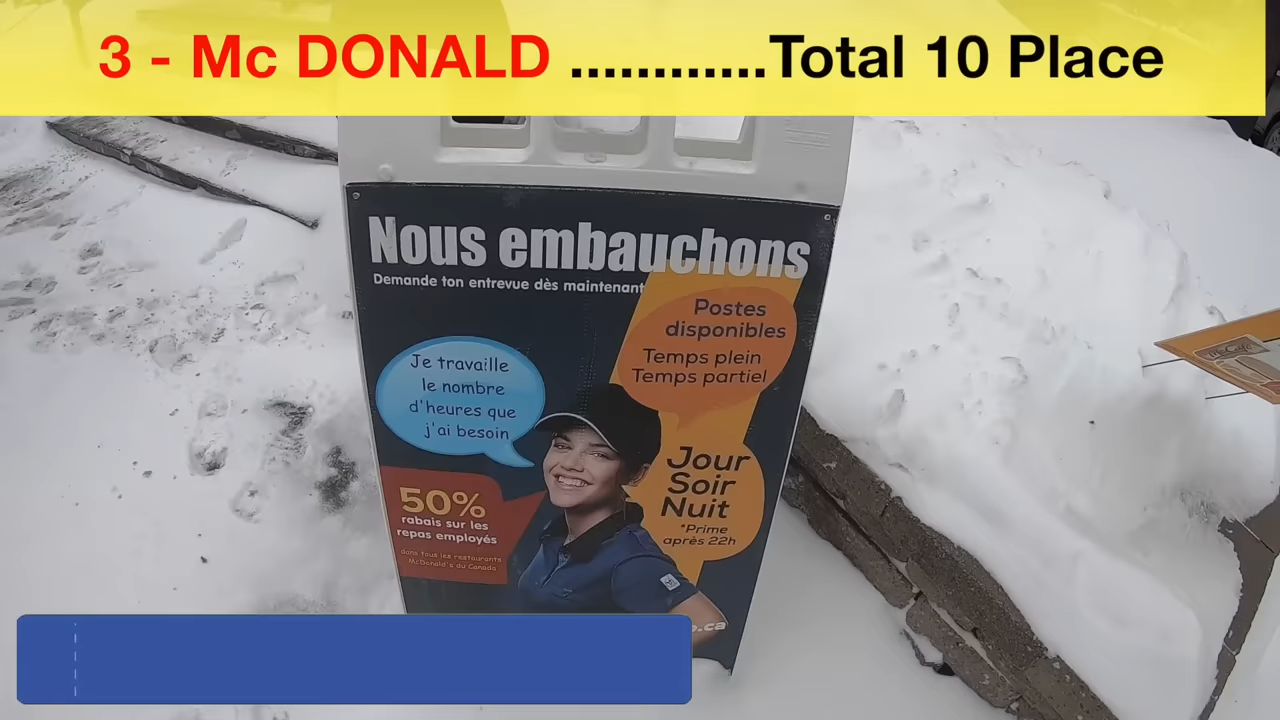 3 - Mc DONALD ............Total 10 Place
Nous embauchons
Demande ton entrevue dès maintenant
Postes
disponibles
Temps plein
Temps partiel
Je travaille
le nombre
d'heures que
j'ai besoin
Jour
Soir
Nuit
*Prime
après 22h
50%
rabais sur les
repas employés
dans tous les restaurants
McDonald's du Canada
.ca
McCafé